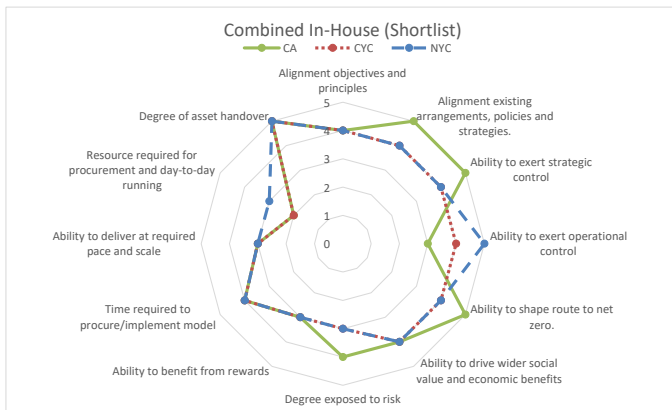 Combined In-House (Shortlist)
CA CYC NYC
Alignment objectives and
principles
Alignment existing
arrangements, policies and
strategies.
Ability to exert strategic
control
Ability to exert operational
control
Ability to shape route to net
zero.
Ability to drive wider social
value and economic benefits
Degree exposed to risk
Ability to benefit from rewards
Time required to
procure/implement model
Ability to deliver at required
pace and scale
Resource required for
procurement and day-to-day
running
Degree of asset handover
5
4
3
2
1
0